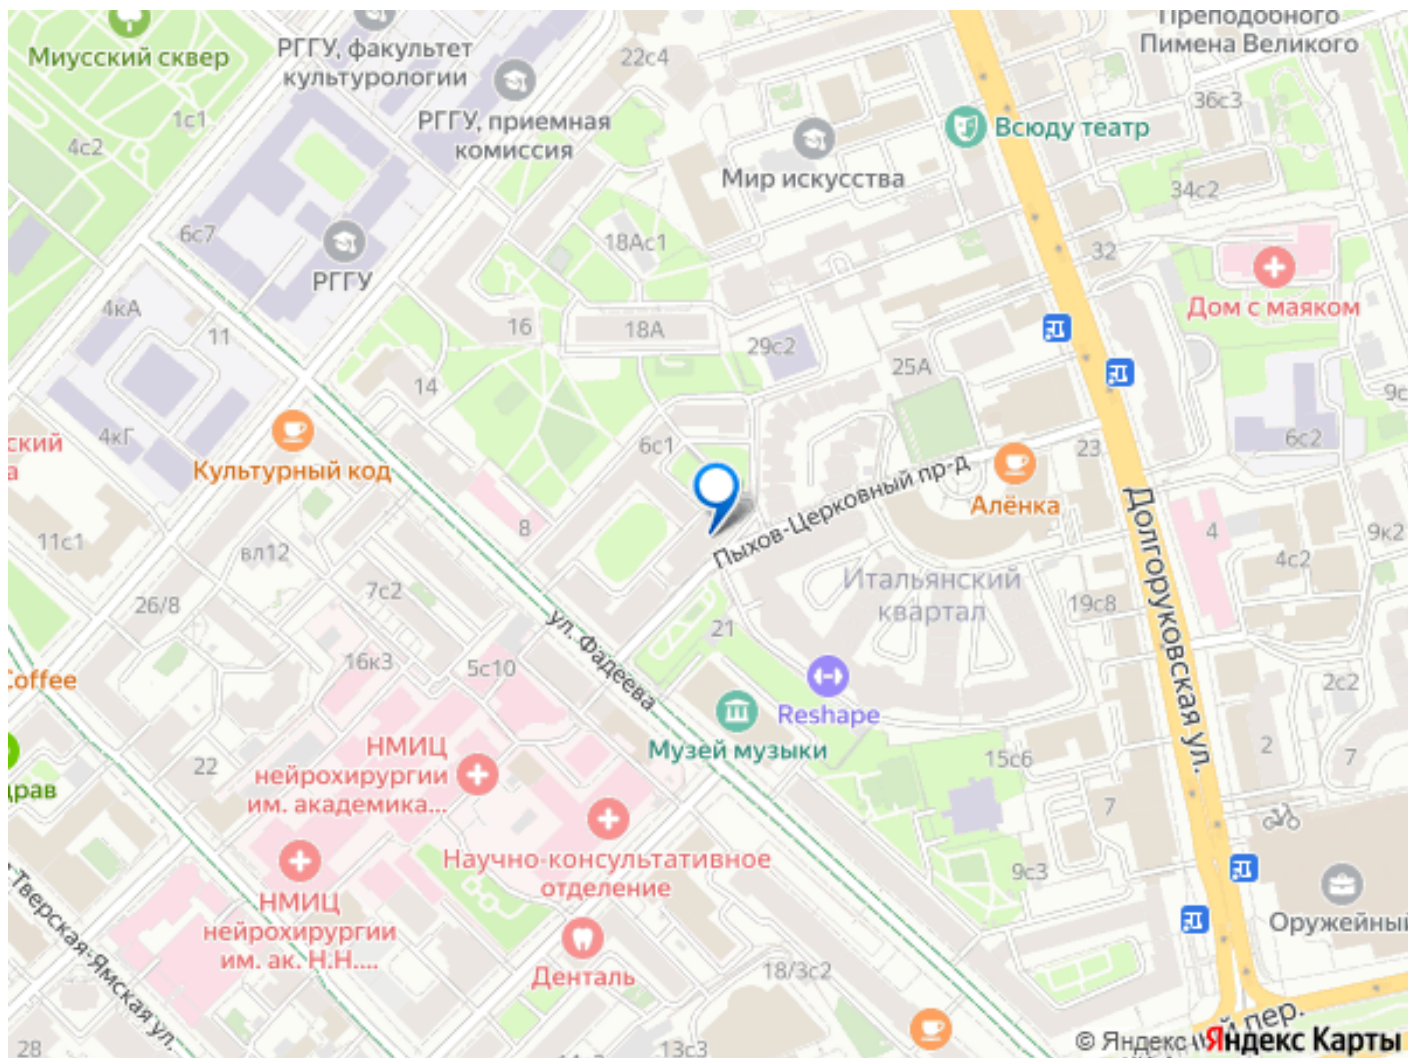 Преподобного
Пимена Великого
Миусский сквер
РГГУ, факультет
культурологии
22с4
РГГУ, приемная
комиссия
36с3
1с1
4с2
Всюду театр
Мир искусства
34с2
6с7
18Ас1
32
РГГУ
Дом с маяком
4кА
11
16
18А
29с2
25А
14
9с
4кГ
ский
а
Культурный код
6с1
23
6с2
Пыхов-Церковный пр-д
Алёнка
8
Долгоруковская ул.
11с1
вл12
4
9к2
4с2
Итальянский
квартал
7с2
26/8
19с8
ул. Фадеева
21
16к3
5с10
Coffee
2с2
Reshape
Музей музыки
НМИЦ
нейрохирургии
им. академика...
22
15с6
2
7
драв
7
Научно-консультативное
отделение
9с3
НМИЦ
нейрохирургии
им. ак. Н.Н....
Тверская-Ямская ул.
Оружейный
Денталь
18/3с2
28
13с3
й пер.
© Яндекс
Яндекс Карты